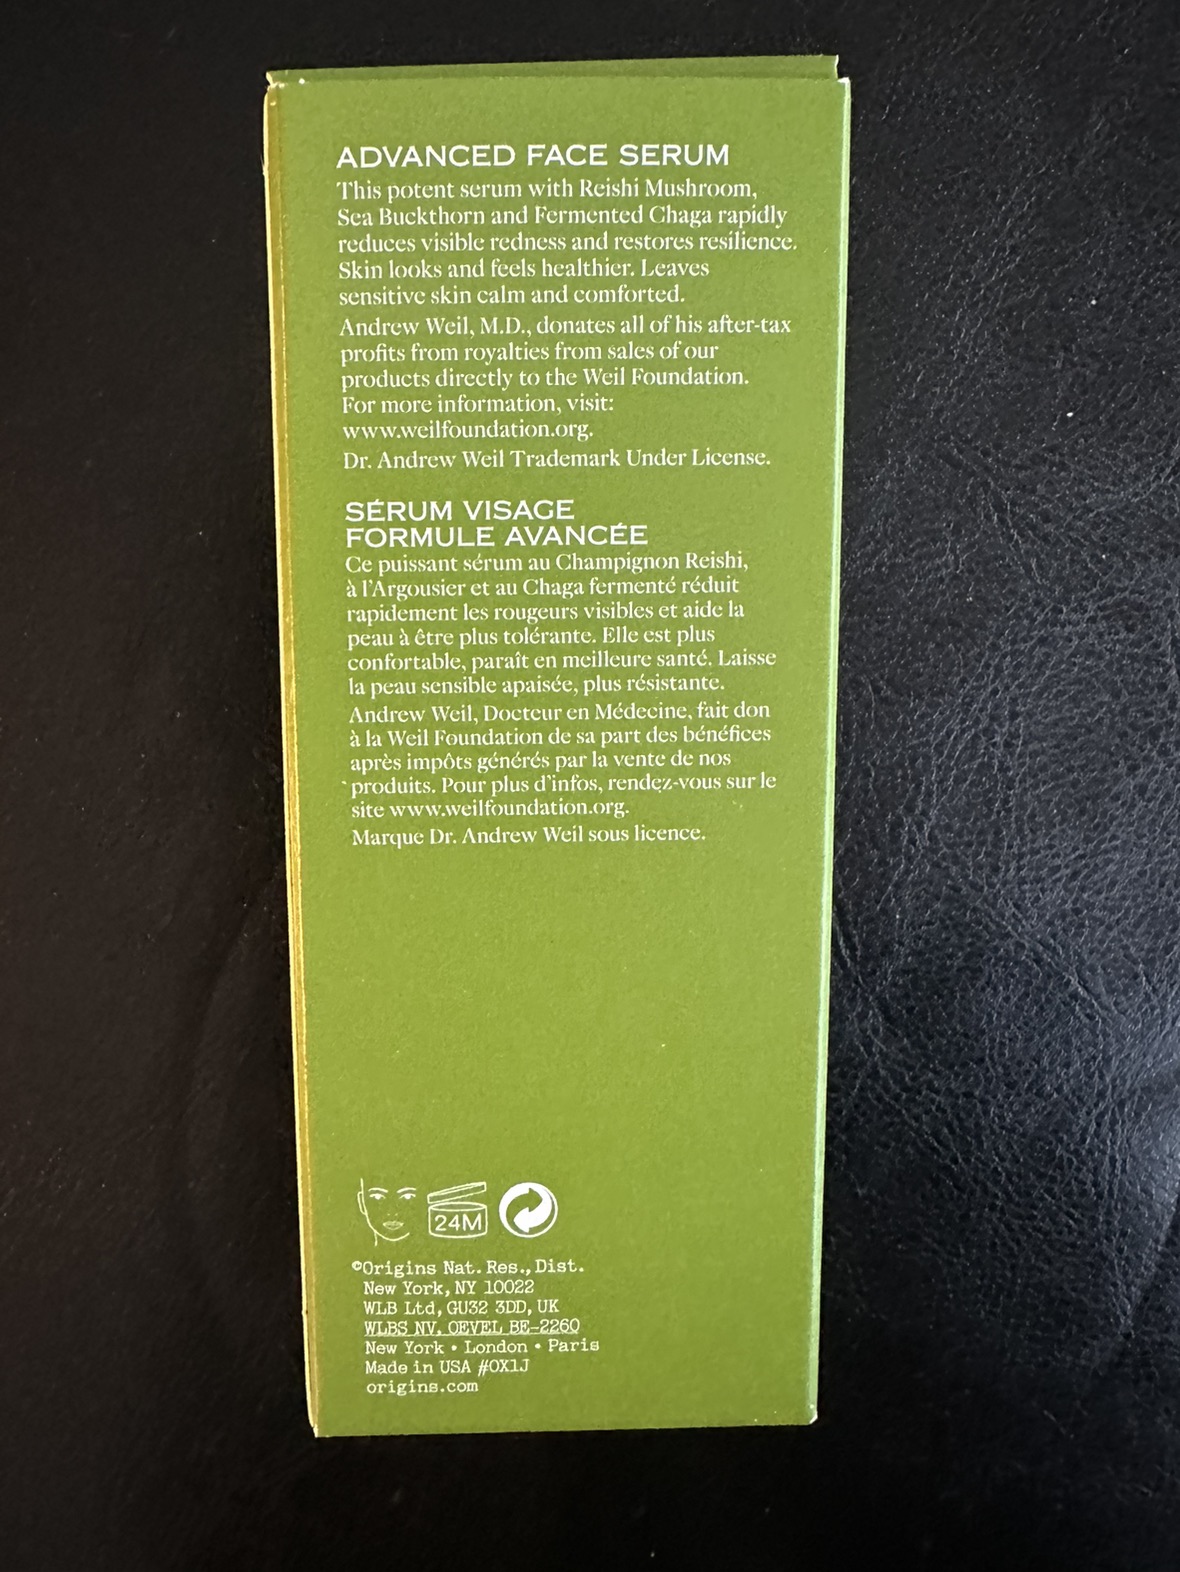 ADVANCED FACE SERUM
This potent serum with Reishi Mushroom,
Sea Buckthorn and Fermented Chaga rapidly
reduces visible redness and restores resilience.
Skin looks and feels healthier. Leaves
sensitive skin calm and comforted.
Andrew Weil, M.D., donates all of his after-tax
profits from royalties from sales of our
products directly to the Weil Foundation.
For more information, visit:
www.weilfoundation.org.
Dr. Andrew Weil Trademark Under License.
SÉRUM VISAGE
FORMULE AVANCÉE
Ce puissant sérum au Champignon Reishi,
à l'Argousier et au Chaga fermenté réduit
rapidement les rougeurs visibles et aide la
peau à être plus tolérante. Elle est plus
confortable, paraît en meilleure santé. Laisse
la peau sensible apaisée, plus résistante.
Andrew Weil, Docteur en Médecine, fait don
à la Weil Foundation de sa part des bénéfices
après impôts générés par la vente de nos
produits. Pour plus d'infos, rendez-vous sur le
site www.weilfoundation.org.
Marque Dr. Andrew Weil sous licence.
24M
©Origins Nat. Res., Dist.
New York, NY 10022
WLB Ltd, GU32 3DD, UK
WLBS NV. OEVEL BE-2260
New York • London • Paris
Made in USA #0X1J
origins.com